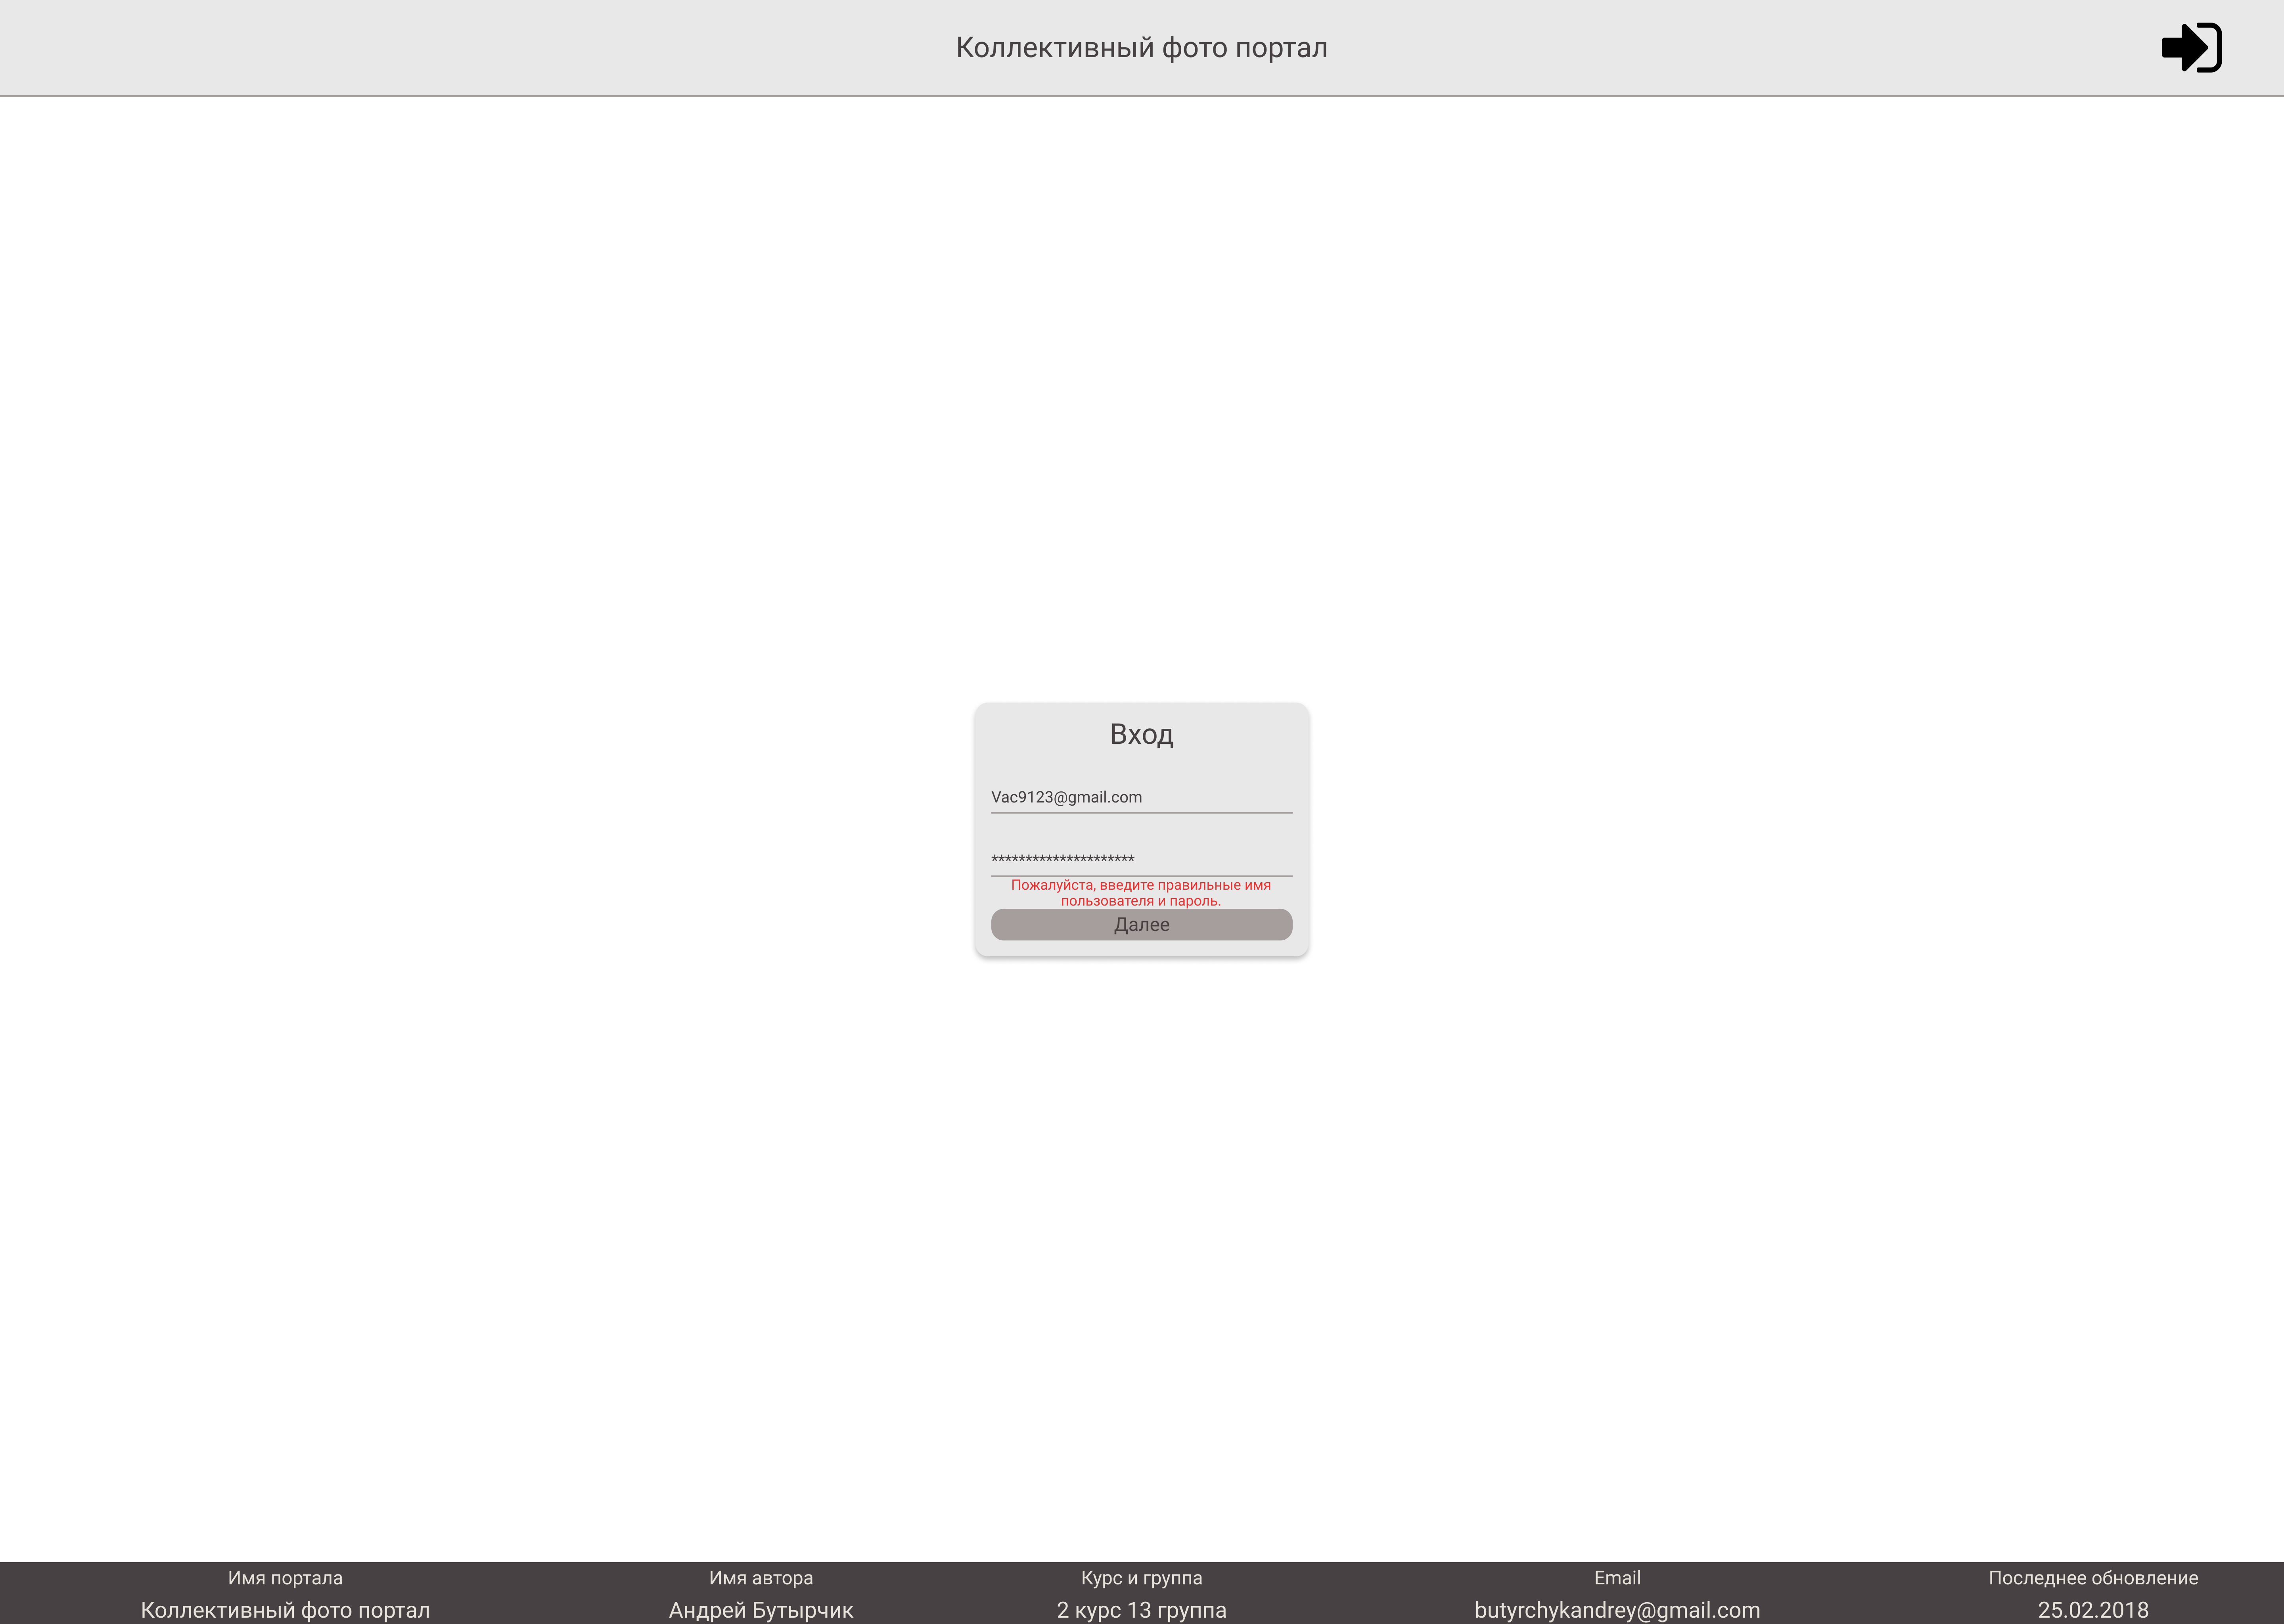 Коллективный фото портал
Вход
Vac9123@gmail.com
*********************
Пожалуйста, введите правильные имя
пользователя и пароль.
Далее
Имя портала
Коллективный фото портал
Имя автора
Андрей Бутырчик
Курс и группа
2 курс 13 группа
Email
butyrchykandrey@gmail.com
Последнее обновление
25.02.2018